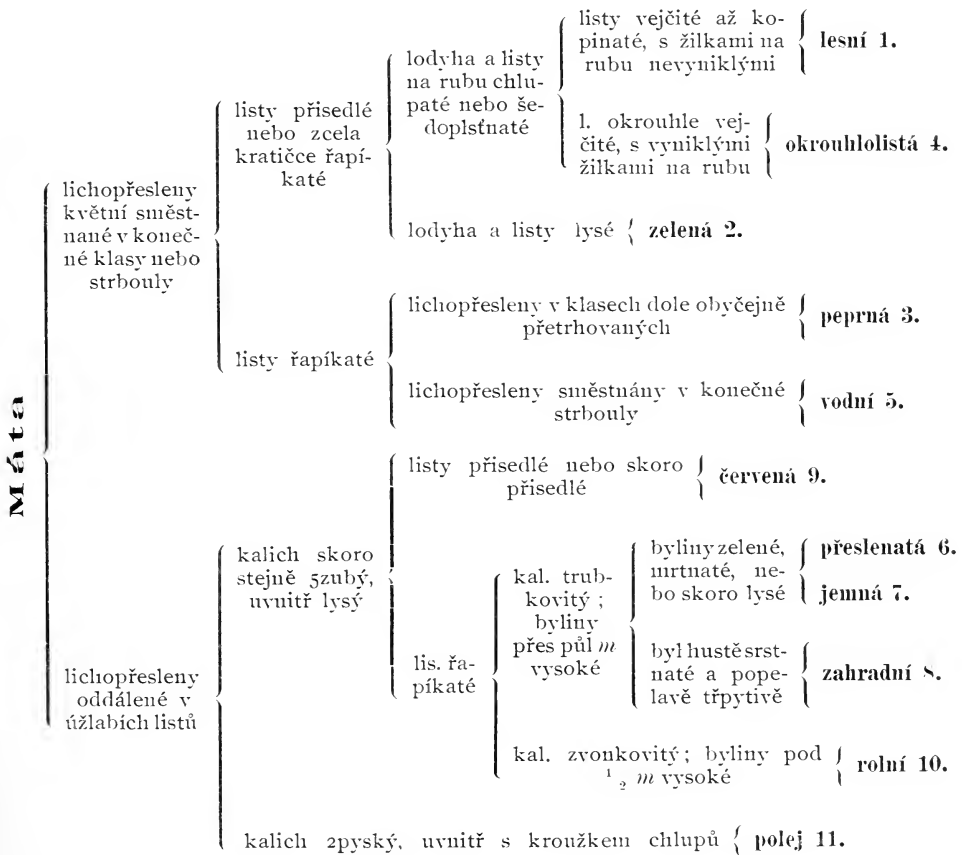 Máta
lichopřesleny
květní směst-
nané v koneč-
né klasy nebo
strbouly
listy přisedlé
nebo zcela
kratičce řapí-
katé
lodyha a listy
na rubu chlu-
paté nebo še-
doplsťnaté
listy vejčité až ko-
pinaté, s žilkami na
rubu nevyniklými
lesní 1.
l. okrouhle vej-
čité, s vyniklými
žilkami na rubu
okrouhlolistá 4.
lodyha a listy lysé
zelená 2.
listy řapíkaté
lichopřesleny v klasech dole obyčejně
přetrhovaných
peprná 3.
lichopřesleny směstnány v konečné
strbouly
vodní 5.
lichopřesleny
oddálené v
úžlabích listů
kalich skoro
stejně 5zubý,
uvnitř lysý
listy přisedlé nebo skoro
přisedlé
červená 9.
lis. řa-
píkaté
kal. trub-
kovitý;
byliny
přes půl m
vysoké
byliny zelené,
mrtnaté, ne-
bo skoro lysé
přeslenatá 6.
jemná 7.
byl hustě srst-
naté a pope-
lavě třpytivě
zahradní 8.
kal. zvonkovitý; byliny pod
1/2 m vysoké
rolní 10.
kalich 2pyský, uvnitř s kroužkem chlupů
polej 11.